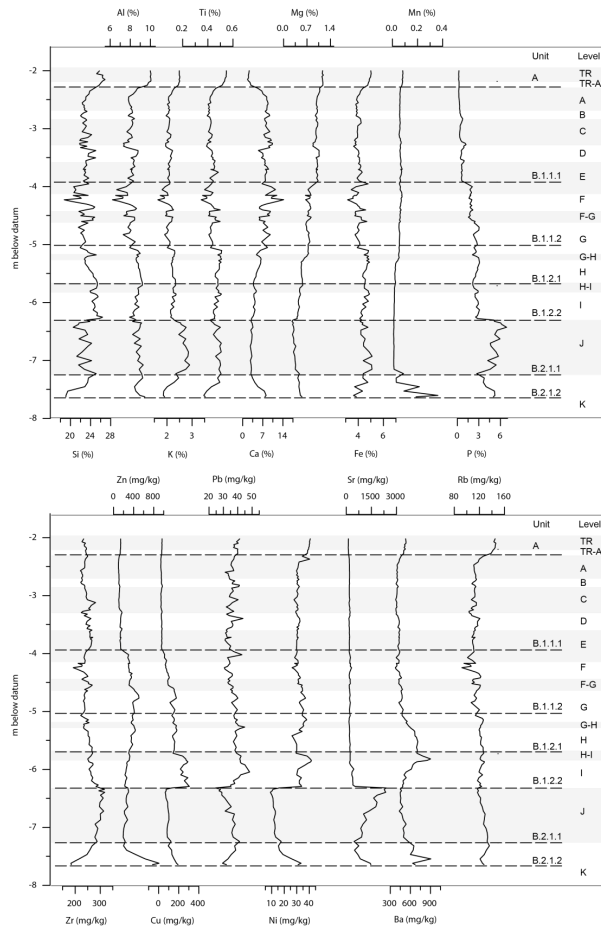 Al (%) Ti (%) Mg (%) Mn (%)
6 8 10 0.2 0.4 0.6 0.0 1.2 0.0 0.4
Unit Level
-2 TR
A TR-A
A
B
-3 C
D
B.1.1.1 E
-4
F
F-G
B.1.1.2 G
-5
G-H
B.1.2.1 H
H-I
-6 I
B.1.2.2
J
-7
B.2.1.1
B.2.1.2
K
-8
m below datum
20 24 28 2 3 0 7 14 4 6 0 3 6
Si (%) K (%) Ca (%) Fe (%) P (%)
Zn (mg/kg) Pb (mg/kg) Sr (mg/kg) Rb (mg/kg)
0 400 800 20 30 40 50 0 1500 3000 80 120 160
Unit Level
-2 TR
A TR-A
A
B
-3 C
D
B.1.1.1 E
-4
F
F-G
B.1.1.2 G
-5
G-H
B.1.2.1 H
H-I
-6 I
B.1.2.2
J
-7
B.2.1.1
B.2.1.2
K
-8
m below datum
200 300 0 200 400 10 20 30 40 300 600 900
Zr (mg/kg) Cu (mg/kg) Ni (mg/kg) Ba (mg/kg)